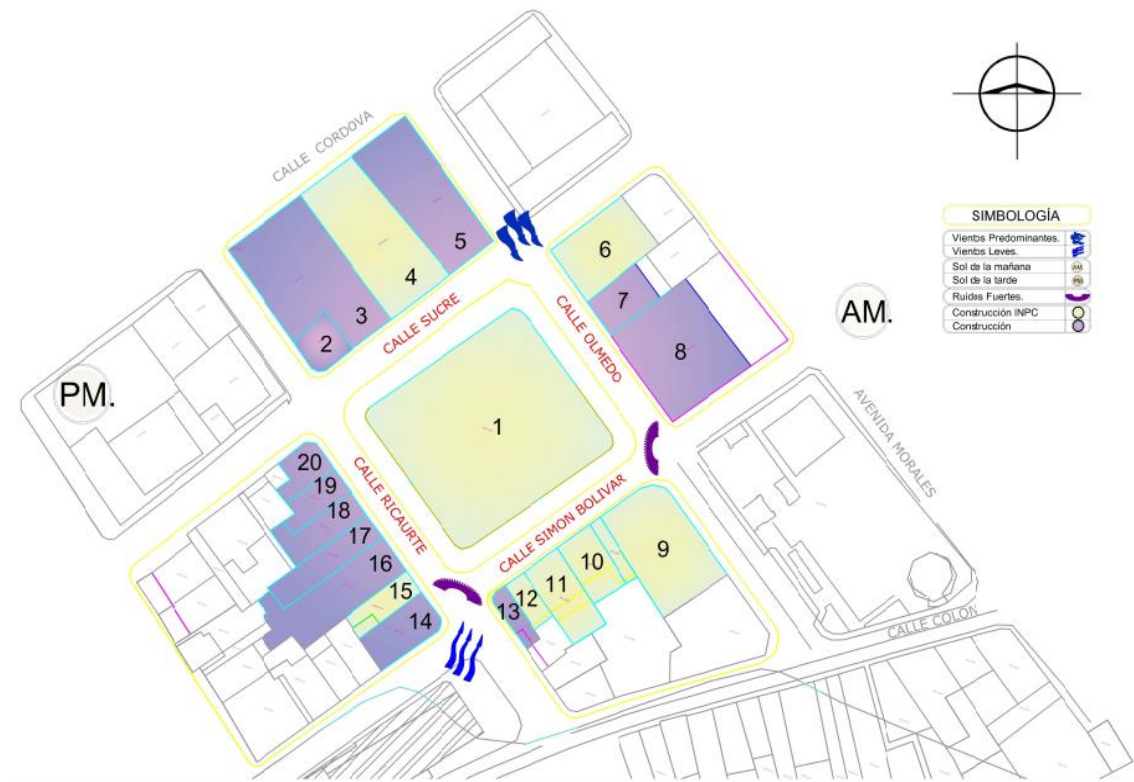 CALLE CORDOVA
SIMBOLOGÍA
Vientos Predominantes.
Vientos Leves.
Sol de la mañana AM.
Sol de la tarde PM.
Ruidos Fuertes.
Construcción INPC
Construcción
5
4
3
2
CALLE SUCRE
6
7
8
CALLE OLMEDO
AM.
PM.
1
AVENIDA MORALES
20
19
18
17
16
15
14
CALLE RICAURTE
CALLE SIMON BOLIVAR
9
10
11
12
13
CALLE COLON